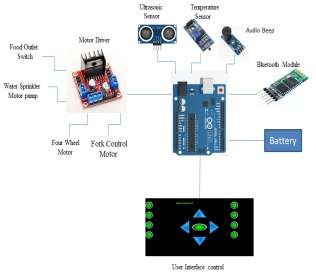 Ultrasonic
Sensor
Temperature
Sensor
Audio Beep
Food Outlet
Switch
Motor Driver
Bluetooth Module
Water Sprinkler
Motor pump
Four Wheel
Motor
Fork Control
Motor
Battery
User Interface control